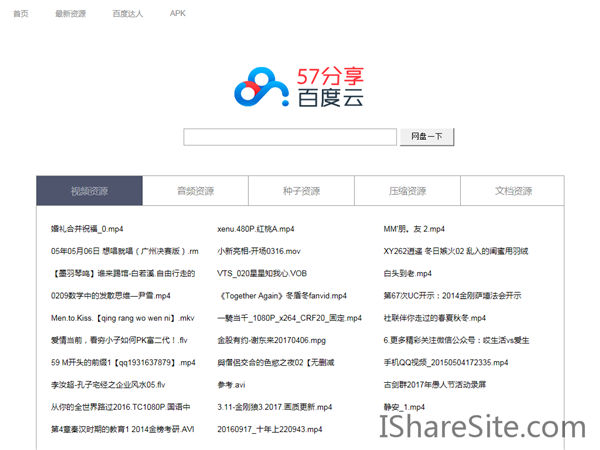 首页 最新资源 百度达人 APK
57分享
百度云
网盘一下
视频资源 音频资源 种子资源 压缩资源 文档资源
婚礼合并祝福_0.mp4 xenu.480P.红桃A.mp4 MM'朋。友 2.mp4
05年05月06日 想唱就唱（广州决赛版）.rm 小新亮相-开场0316.mov XY262逍遥 冬日嫉火02 乱入的闺蜜用羽绒
【墨羽琴鸣】谁来踢馆-白若溪.自由行走的 VTS_020星星知我心.VOB 白头到老.mp4
0209数学中的发散思维—尹雪.mp4 《Together Again》冬盾冬fanvid.mp4 第67次UC开示：2014金刚萨埵法会开示
Men.to.Kiss.【qing rang wo wen ni】.mkv 一騎当千_1080P_x264_CRF20_固定.mp4 社联伴你走过的春夏秋冬.mp4
爱情当前，看穷小子如何PK富二代！.flv 金股有约-谢东来20170406.mpg 6.更多精彩关注微信公众号：哎生活vs爱生
59 M开头的前缀1【qq1931637879】.mp4 與僧侶交合的色慾之夜02【无删减 手机QQ视频_20150504172335.mp4
李汝超-孔子宅径之企业风水05.flv 参考.avi 古剑群2017年愚人节活动录屏
从你的全世界路过2016.TC1080P.国语中 3.11-金刚狼3.2017.画质更新.mp4 静安_1.mp4
第4章秦汉时期的教育1 2014金榜考研.AVI 20160917_十年上220943.mp4
IShareSite.com